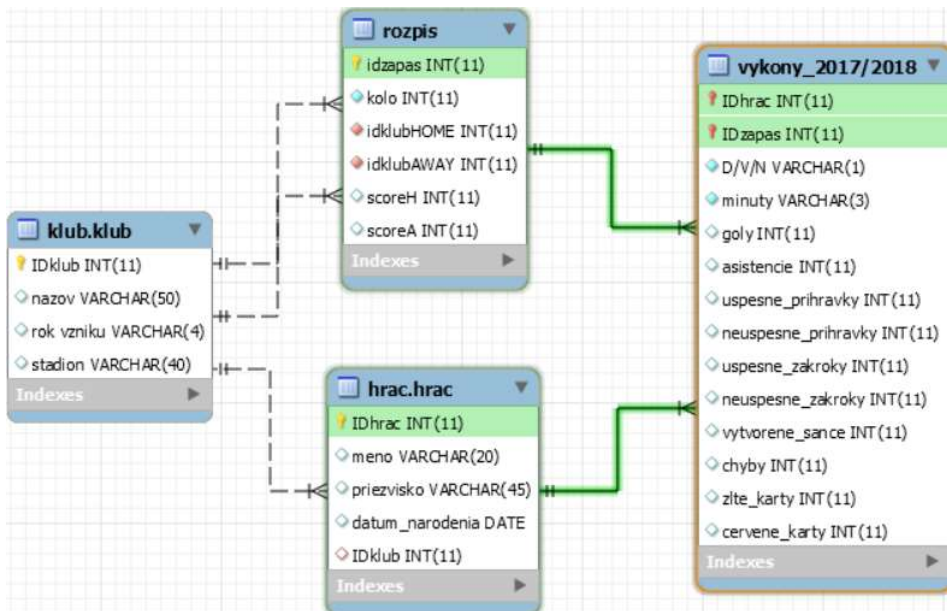 rozpis
idzapas INT(11)
kolo INT(11)
idklubHOME INT(11)
idklubAWAY INT(11)
scoreH INT(11)
scoreA INT(11)
Indexes
klub.klub
IDklub INT(11)
nazov VARCHAR(50)
rok vzniku VARCHAR(4)
stadion VARCHAR(40)
Indexes
hrac.hrac
IDhrac INT(11)
meno VARCHAR(20)
priezvisko VARCHAR(45)
datum_narodenia DATE
IDklub INT(11)
Indexes
vykony_2017/2018
IDhrac INT(11)
IDzapas INT(11)
D/V/N VARCHAR(1)
minuty VARCHAR(3)
goly INT(11)
asistencie INT(11)
uspesne_prihravky INT(11)
neuspesne_prihravky INT(11)
uspesne_zakroky INT(11)
neuspesne_zakroky INT(11)
vytvorene_sance INT(11)
chyby INT(11)
zlte_karty INT(11)
cervene_karty INT(11)
Indexes